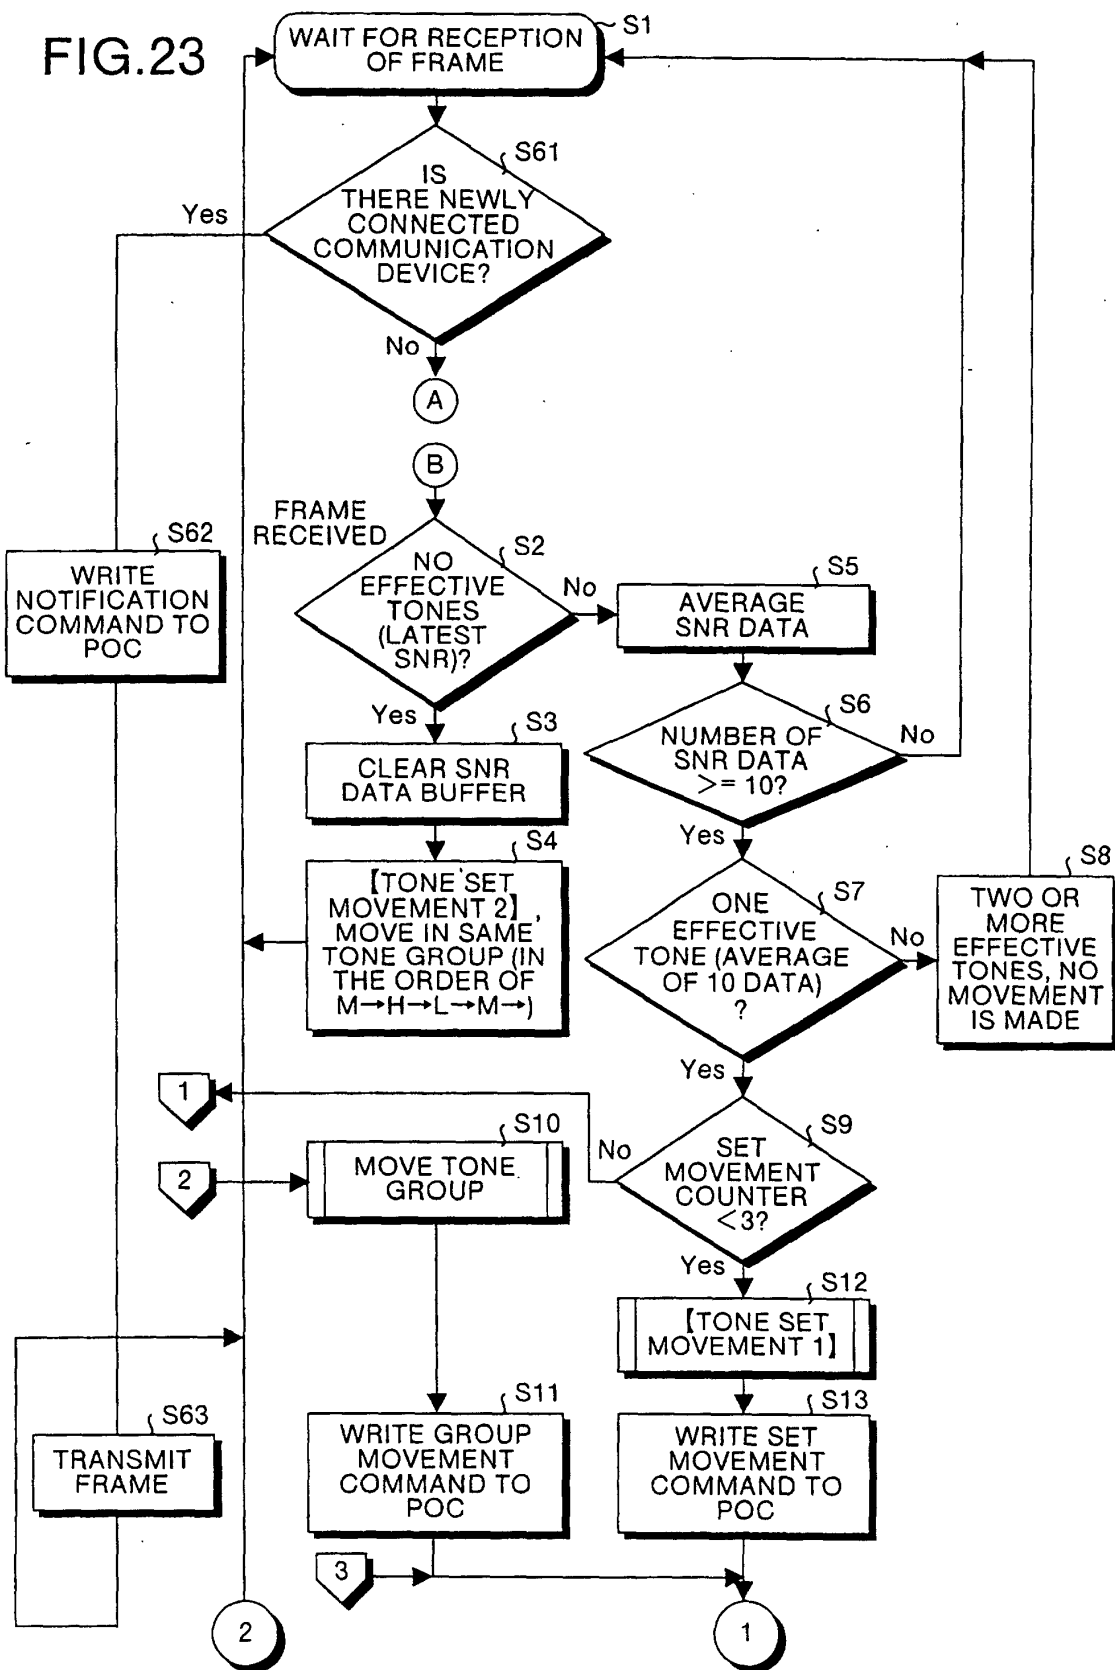 FIG.23
WAIT FOR RECEPTION
OF FRAME
S1
S61
IS
THERE NEWLY
CONNECTED
COMMUNICATION
DEVICE?
Yes
No
A
B
FRAME
RECEIVED
S62
WRITE
NOTIFICATION
COMMAND TO
POC
S2
NO
EFFECTIVE
TONES
(LATEST
SNR)?
No
Yes
S5
AVERAGE
SNR DATA
S3
CLEAR SNR
DATA BUFFER
S6
NUMBER OF
SNR DATA
>= 10?
No
Yes
S4
【TONE SET
MOVEMENT 2】,
MOVE IN SAME
TONE GROUP (IN
THE ORDER OF
M→H→L→M→)
S7
ONE
EFFECTIVE
TONE (AVERAGE
OF 10 DATA)
?
No
Yes
S8
TWO OR
MORE
EFFECTIVE
TONES, NO
MOVEMENT
IS MADE
1
2
S10
MOVE TONE
GROUP
S9
SET
MOVEMENT
COUNTER
<3?
No
Yes
S12
【TONE SET
MOVEMENT 1】
S63
TRANSMIT
FRAME
S11
WRITE GROUP
MOVEMENT
COMMAND TO
POC
S13
WRITE SET
MOVEMENT
COMMAND TO
POC
3
2
1